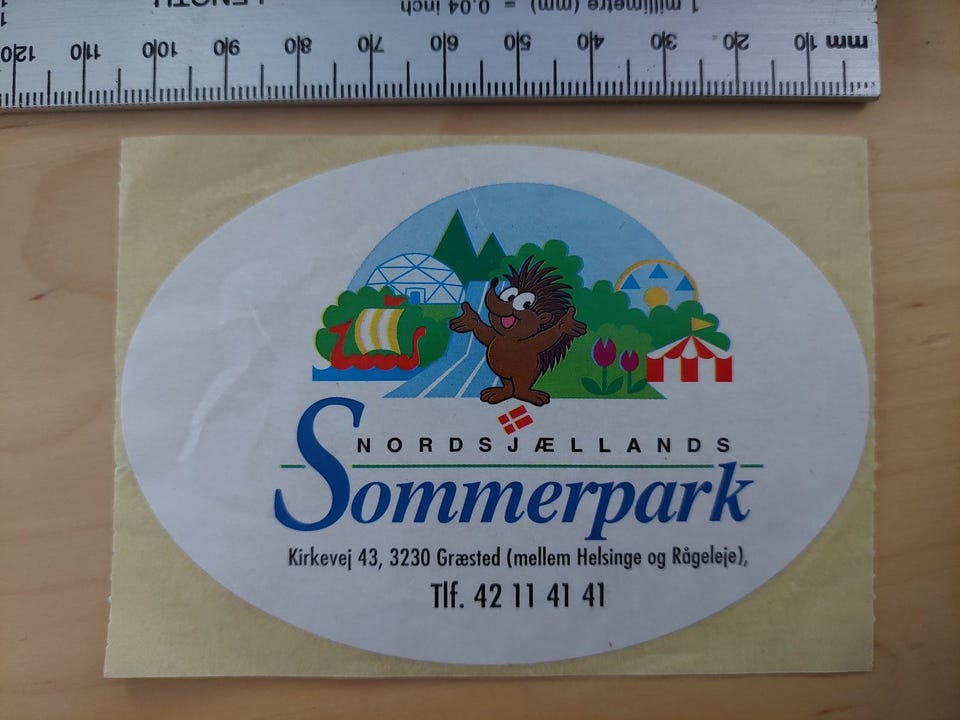 LENGTH 1 millimetre (mm) = 0.04 inch
120 110 100 90 80 70 60 50 40 30 20 10 mm
NORDSJÆLLANDS
Sommerpark
Kirkevej 43, 3230 Græsted (mellem Helsinge og Rågeleje),
Tlf. 42 11 41 41